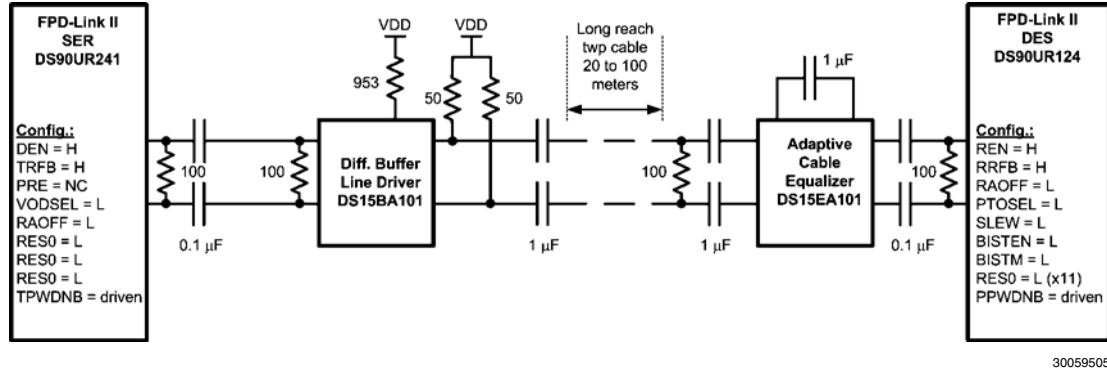 FPD-Link II
SER
DS90UR241
Config.:
DEN = H
TRFB = H
PRE = NC
VODSEL = L
RAOFF = L
RES0 = L
RES0 = L
RES0 = L
TPWDNB = driven
100
0.1 µF
100
VDD
953
VDD
50
50
Diff. Buffer
Line Driver
DS15BA101
1 µF
Long reach
twp cable
20 to 100
meters
100
1 µF
1 µF
Adaptive
Cable
Equalizer
DS15EA101
0.1 µF
100
FPD-Link II
DES
DS90UR124
Config.:
REN = H
RRFB = H
RAOFF = L
PTOSEL = L
SLEW = L
BISTEN = L
BISTM = L
RES0 = L (x11)
PPWDNB = driven
30059505